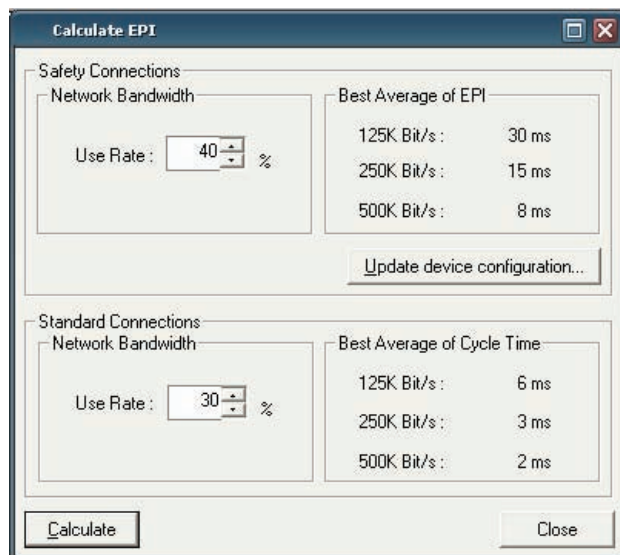 Calculate EPI
Safety Connections
Network Bandwidth
Use Rate : 40 %
Best Average of EPI
125K Bit/s : 30 ms
250K Bit/s : 15 ms
500K Bit/s : 8 ms
Update device configuration...
Standard Connections
Network Bandwidth
Use Rate : 30 %
Best Average of Cycle Time
125K Bit/s : 6 ms
250K Bit/s : 3 ms
500K Bit/s : 2 ms
Calculate
Close